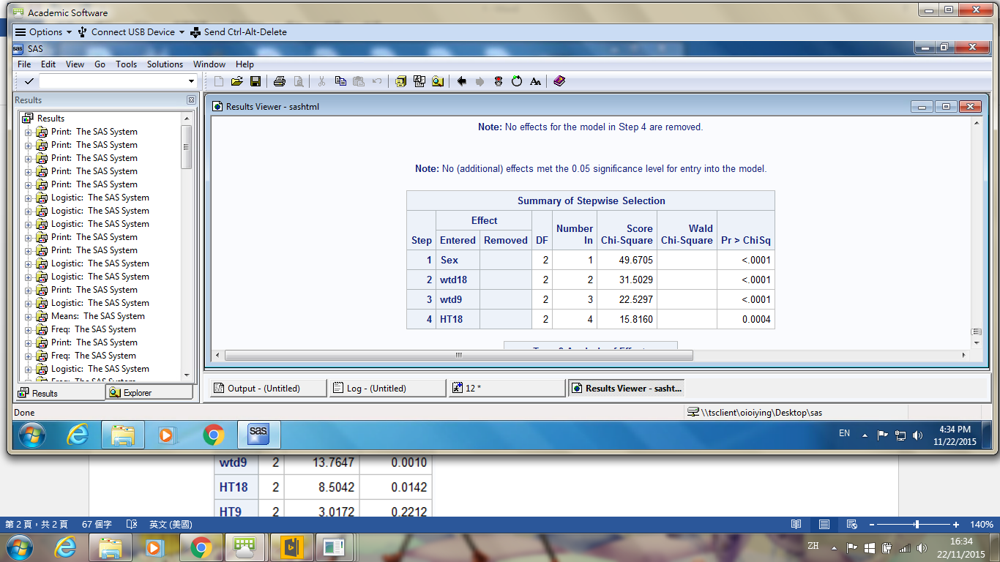 Academic Software
Options Connect USB Device Send Ctrl-Alt-Delete
SAS
File Edit View Go Tools Solutions Window Help
Results
Results
Print: The SAS System
Print: The SAS System
Print: The SAS System
Print: The SAS System
Print: The SAS System
Logistic: The SAS System
Logistic: The SAS System
Logistic: The SAS System
Print: The SAS System
Print: The SAS System
Logistic: The SAS System
Logistic: The SAS System
Print: The SAS System
Logistic: The SAS System
Means: The SAS System
Freq: The SAS System
Print: The SAS System
Freq: The SAS System
Logistic: The SAS System
Freq: The SAS System
Results Explorer
Results Viewer - sashtml
Note: No effects for the model in Step 4 are removed.
Note: No (additional) effects met the 0.05 significance level for entry into the model.
Summary of Stepwise Selection
Effect
Number Score Wald
Step Entered Removed DF In Chi-Square Chi-Square Pr > ChiSq
1 Sex 2 1 49.6705 <.0001
2 wtd18 2 2 31.5029 <.0001
3 wtd9 2 3 22.5297 <.0001
4 HT18 2 4 15.8160 0.0004
Output - (Untitled) Log - (Untitled) 12 * Results Viewer - sasht...
Done \\tsclient\oioiying\Desktop\sas
sas EN 4:34 PM
11/22/2015
wtd9 2 13.7647 0.0010
HT18 2 8.5042 0.0142
HT9 2 3.0172 0.2212
第 2 頁，共 2 頁 67 個字 英文 (美國) 140%
ZH 16:34
22/11/2015